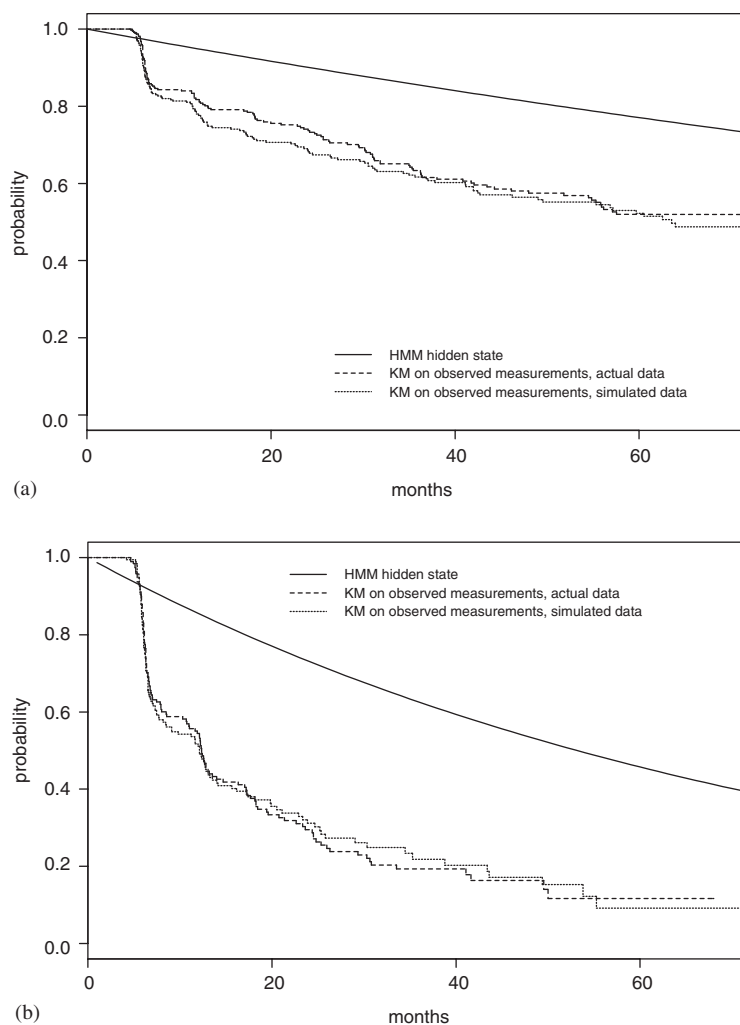 1.0
0.8
0.6
0.4
0.2
0.0
probability
HMM hidden state
KM on observed measurements, actual data
KM on observed measurements, simulated data
0 20 40 60
months
(a)
1.0
0.8
0.6
0.4
0.2
0.0
probability
HMM hidden state
KM on observed measurements, actual data
KM on observed measurements, simulated data
0 20 40 60
months
(b)